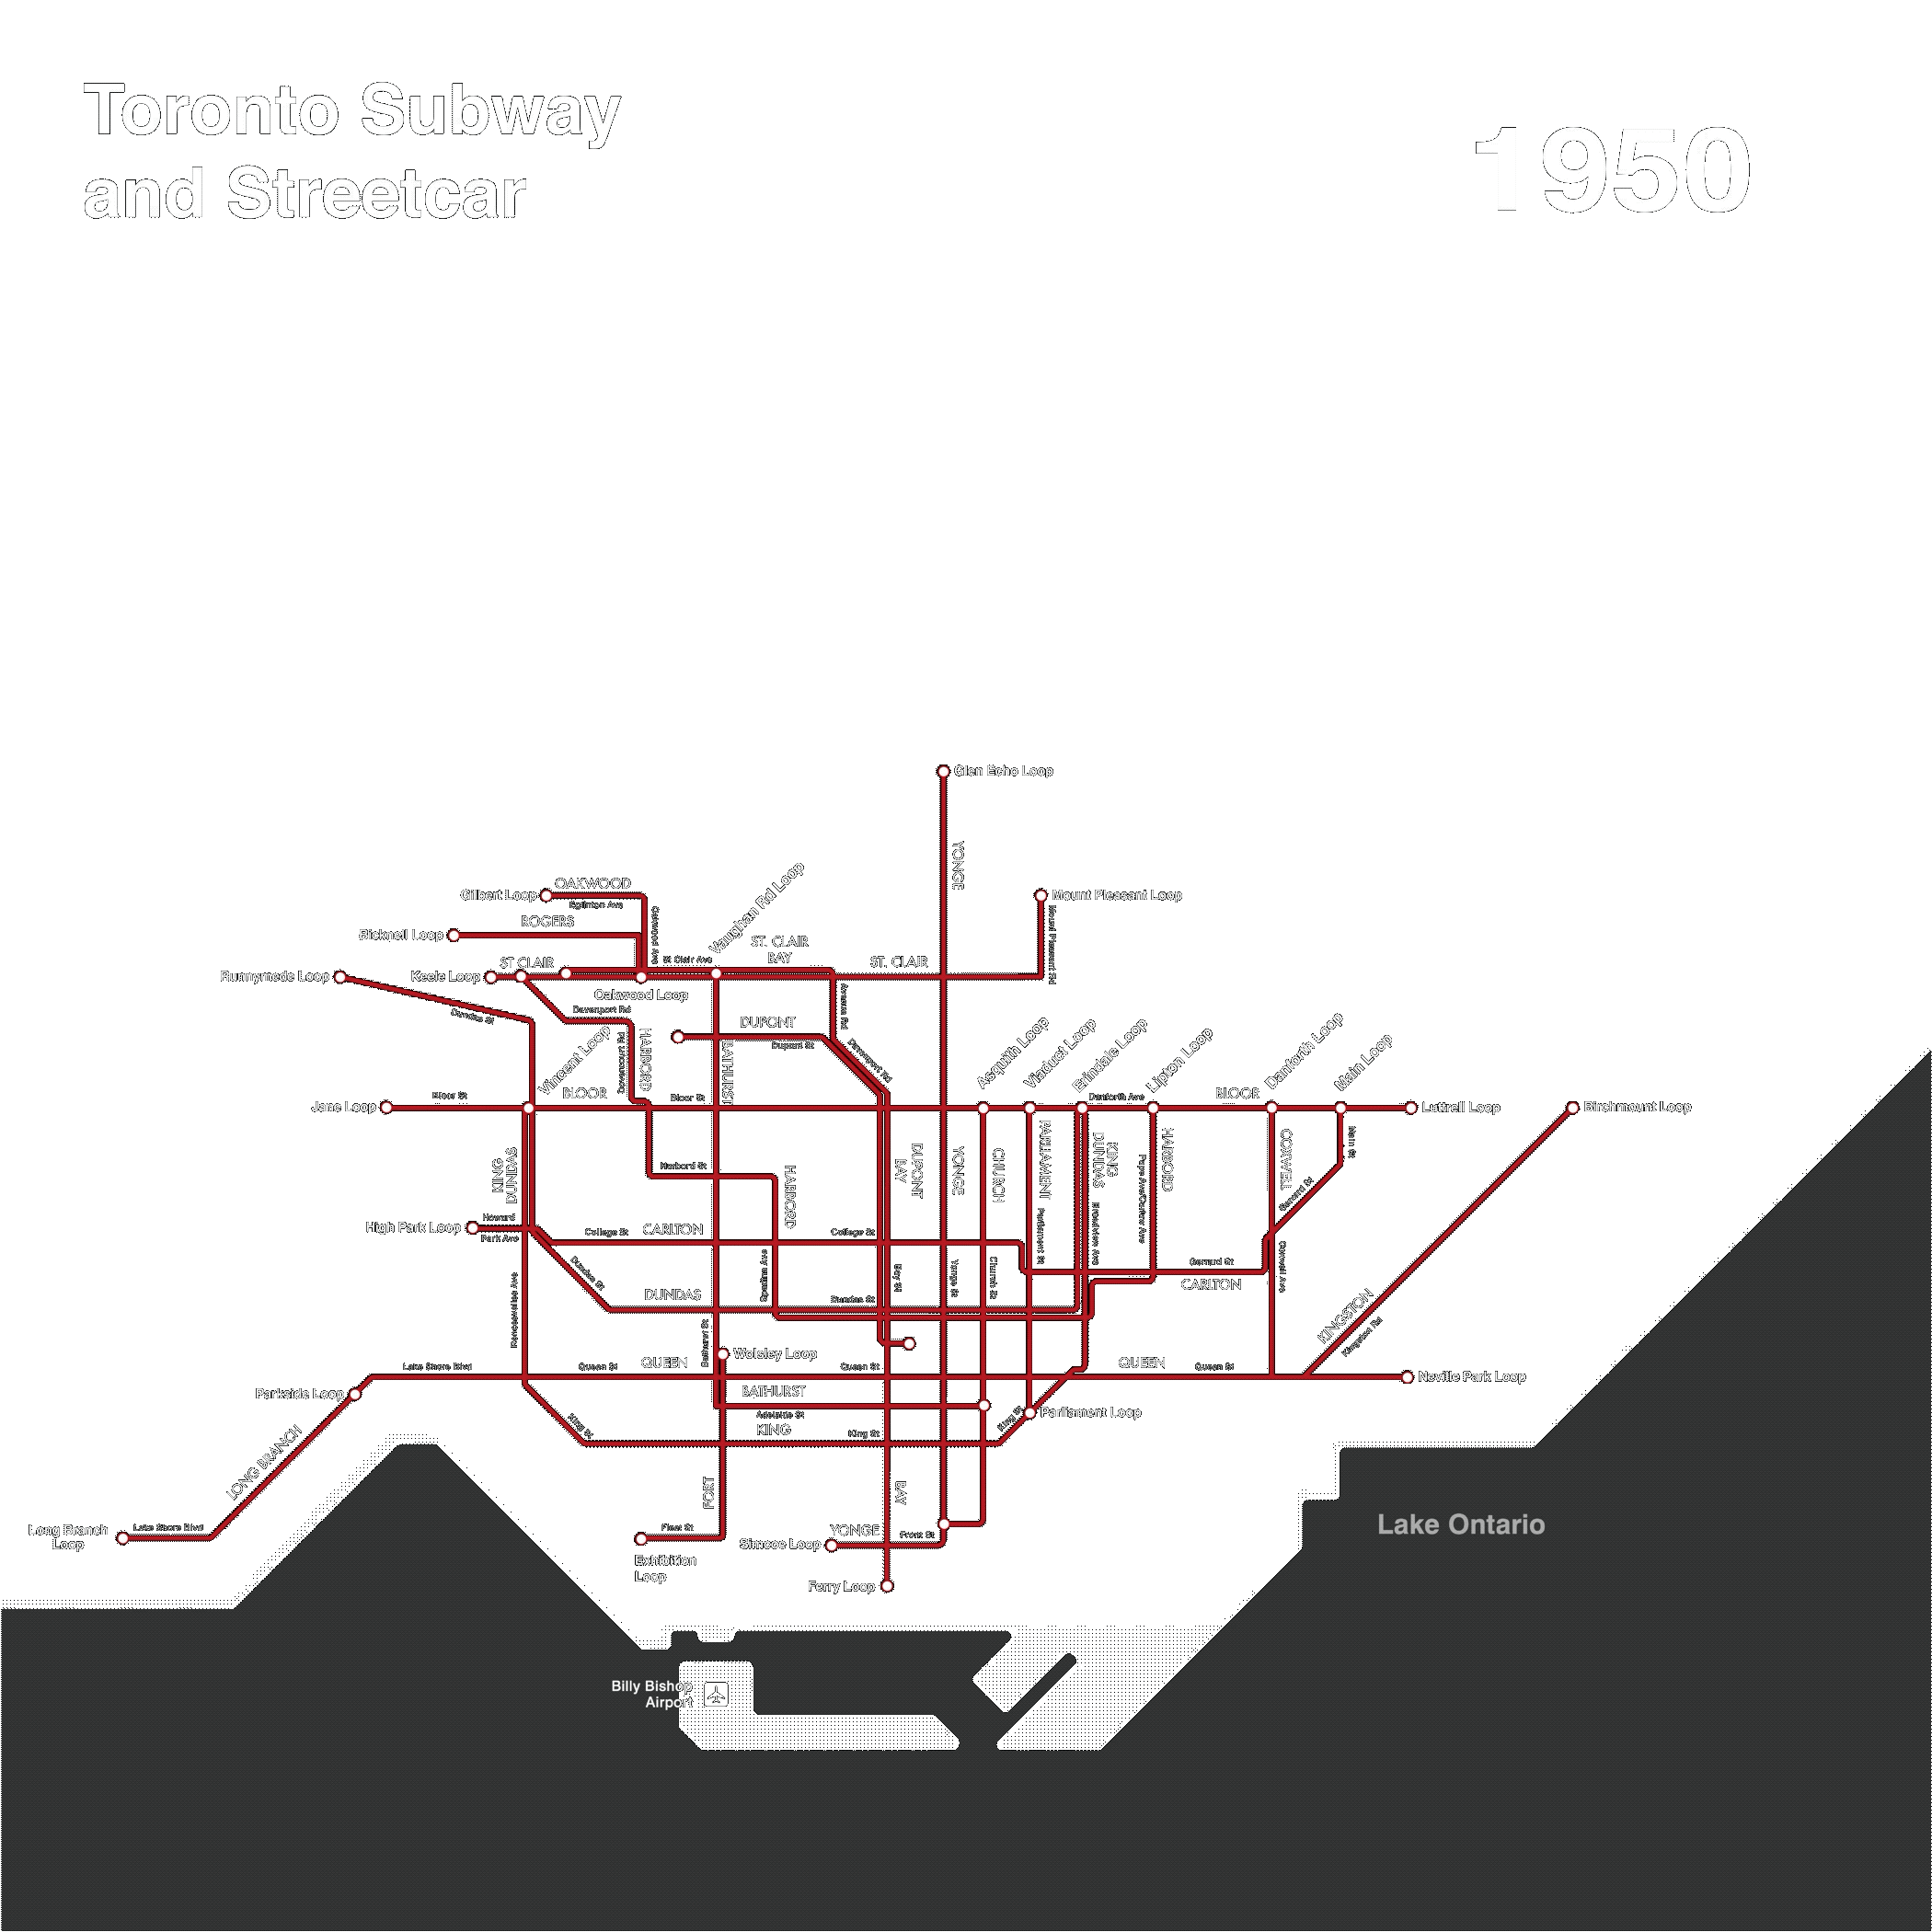 Toronto Subway
and Streetcar
1950
Glen Echo Loop
YONGE
Vaughan Rd Loop
Gilbert Loop
OAKWOOD
Eglinton Ave
Mount Pleasant Loop
Mount Pleasant Rd
ROGERS
Bicknell Loop
Oakwood Ave
ST. CLAIR
BAY
Runnymede Loop
Keele Loop
ST CLAIR
St Clair Ave
ST. CLAIR
Oakwood Loop
Dundas St
Davenport Rd
Avenue Rd
DUPONT
Dupont St
Davenport Rd
Vincent Loop
HARBORD
BATHURST
Asquith Loop
Viaduct Loop
Erindale Loop
Lipton Loop
Danforth Loop
Main Loop
Jane Loop
Bloor St
BLOOR
Bloor St
Danforth Ave
BLOOR
Luttrell Loop
Birchmount Loop
KING
DUNDAS
Harbord St
HARBORD
DUPONT
BAY
YONGE
CHURCH
PARLIAMENT
KING
DUNDAS
HARBORD
COXWELL
Main St
Gerrard St
High Park Loop
Howard
Park Ave
College St
CARLTON
College St
Parliament St
Broadview Ave
Pape Ave/Carlaw Ave
Gerrard St
CARLTON
Coxwell Ave
Roncesvalles Ave
Dundas St
DUNDAS
Spadina Ave
Dundas St
Bay St
Yonge St
Church St
KINGSTON
Kingston Rd
Bathurst St
Wolsley Loop
Lake Shore Blvd
Queen St
QUEEN
Queen St
QUEEN
Queen St
Neville Park Loop
Parkside Loop
BATHURST
Adelaide St
Parliament Loop
King St
KING
King St
King St
LONG BRANCH
FORT
BAY
Long Branch
Loop
Lake Shore Blvd
Fleet St
Exhibition
Loop
Simcoe Loop
YONGE
Front St
Ferry Loop
Lake Ontario
Billy Bishop
Airport